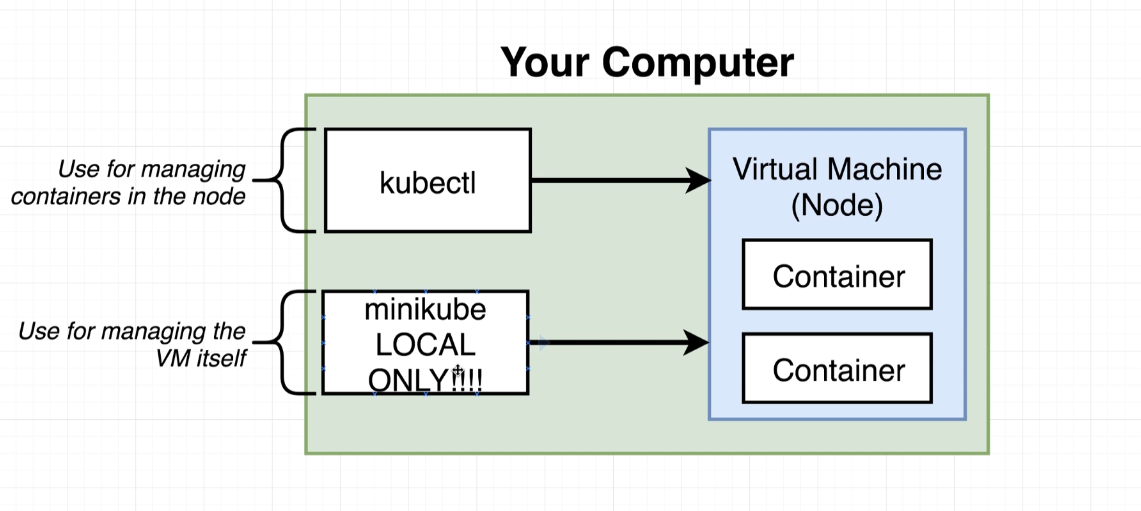 Your Computer
Use for managing
containers in the node
kubectl
Virtual Machine
(Node)
Container
Container
Use for managing the
VM itself
minikube
LOCAL
ONLY!!!!